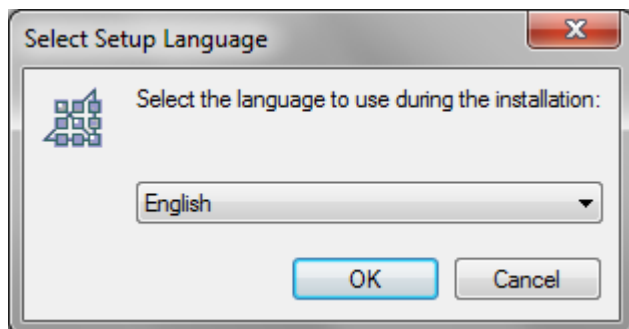 Select Setup Language
Select the language to use during the installation:
English
OK
Cancel